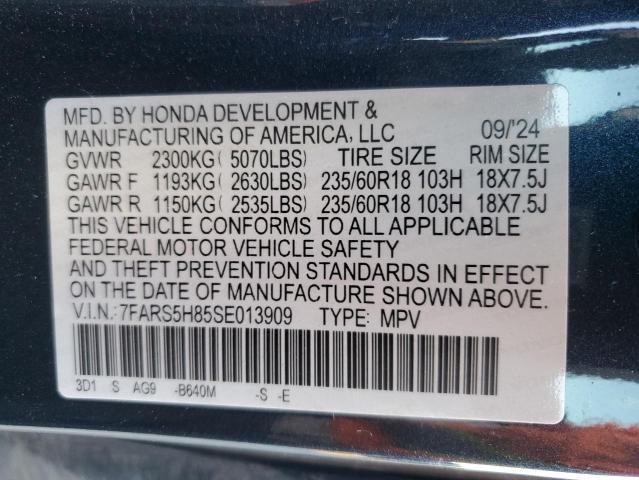 MFD. BY HONDA DEVELOPMENT &
MANUFACTURING OF AMERICA, LLC 09/'24
GVWR 2300KG( 5070LBS) TIRE SIZE RIM SIZE
GAWR F 1193KG( 2630LBS) 235/60R18 103H 18X7.5J
GAWR R 1150KG( 2535LBS) 235/60R18 103H 18X7.5J
THIS VEHICLE CONFORMS TO ALL APPLICABLE
FEDERAL MOTOR VEHICLE SAFETY
AND THEFT PREVENTION STANDARDS IN EFFECT
ON THE DATE OF MANUFACTURE SHOWN ABOVE.
V.I.N.:7FARS5H85SE013909 TYPE: MPV
3D1 S AG9 -B640M -S -E